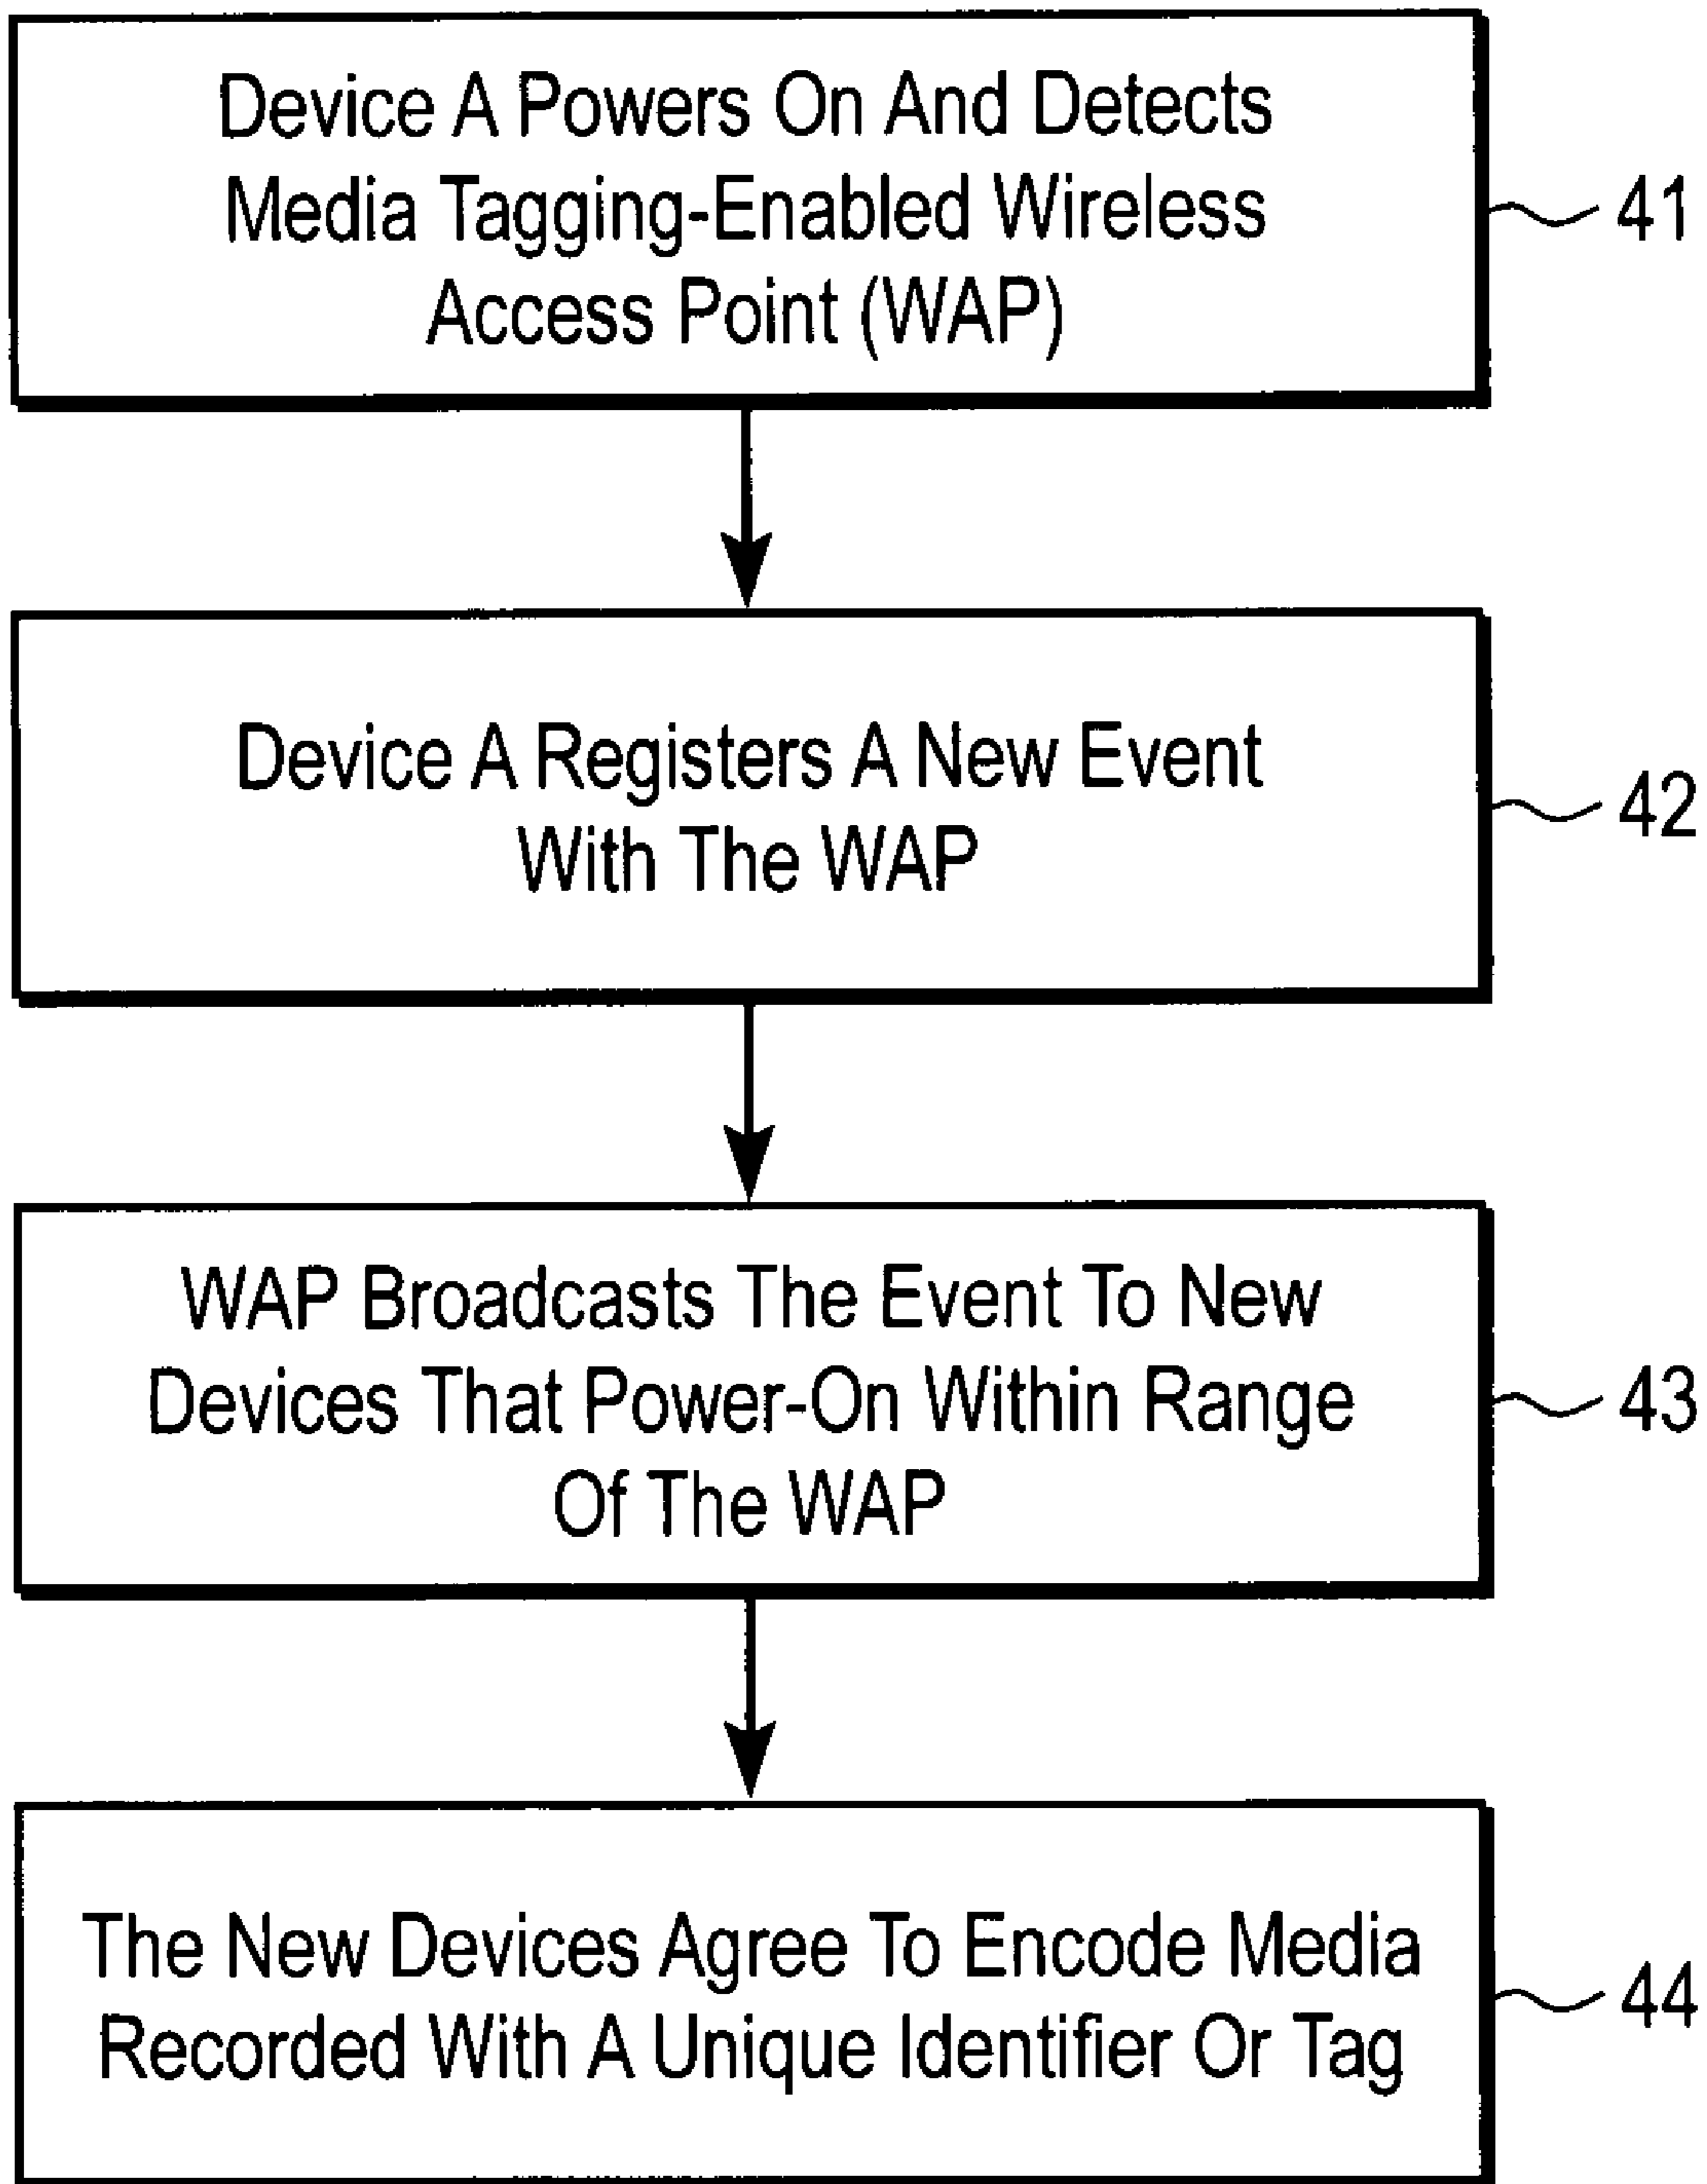 Device A Powers On And Detects
Media Tagging-Enabled Wireless
Access Point (WAP)
41
Device A Registers A New Event
With The WAP
42
WAP Broadcasts The Event To New
Devices That Power-On Within Range
Of The WAP
43
The New Devices Agree To Encode Media
Recorded With A Unique Identifier Or Tag
44